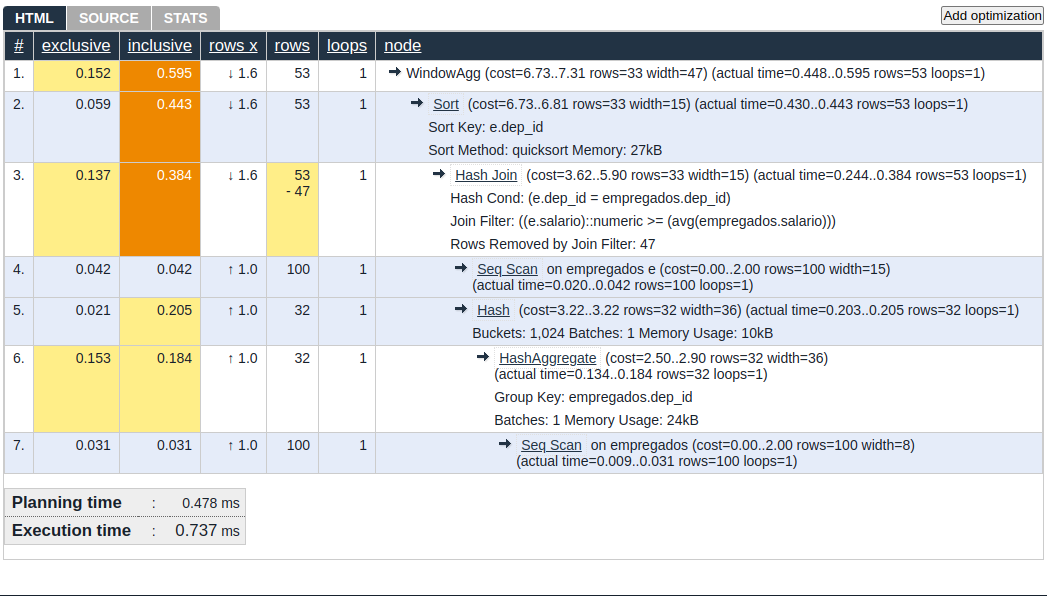 HTML SOURCE STATS
Add optimization
# exclusive inclusive rows x rows loops node
1. 0.152 0.595 ↓ 1.6 53 1 → WindowAgg (cost=6.73..7.31 rows=33 width=47) (actual time=0.448..0.595 rows=53 loops=1)
2. 0.059 0.443 ↓ 1.6 53 1 → Sort (cost=6.73..6.81 rows=33 width=15) (actual time=0.430..0.443 rows=53 loops=1)
Sort Key: e.dep_id
Sort Method: quicksort Memory: 27kB
3. 0.137 0.384 ↓ 1.6 53 1 → Hash Join (cost=3.62..5.90 rows=33 width=15) (actual time=0.244..0.384 rows=53 loops=1)
- 47
Hash Cond: (e.dep_id = empregados.dep_id)
Join Filter: ((e.salario)::numeric >= (avg(empregados.salario)))
Rows Removed by Join Filter: 47
4. 0.042 0.042 ↑ 1.0 100 1 → Seq Scan on empregados e (cost=0.00..2.00 rows=100 width=15)
(actual time=0.020..0.042 rows=100 loops=1)
5. 0.021 0.205 ↑ 1.0 32 1 → Hash (cost=3.22..3.22 rows=32 width=36) (actual time=0.203..0.205 rows=32 loops=1)
Buckets: 1,024 Batches: 1 Memory Usage: 10kB
6. 0.153 0.184 ↑ 1.0 32 1 → HashAggregate (cost=2.50..2.90 rows=32 width=36)
(actual time=0.134..0.184 rows=32 loops=1)
Group Key: empregados.dep_id
Batches: 1 Memory Usage: 24kB
7. 0.031 0.031 ↑ 1.0 100 1 → Seq Scan on empregados (cost=0.00..2.00 rows=100 width=8)
(actual time=0.009..0.031 rows=100 loops=1)
Planning time : 0.478 ms
Execution time : 0.737 ms